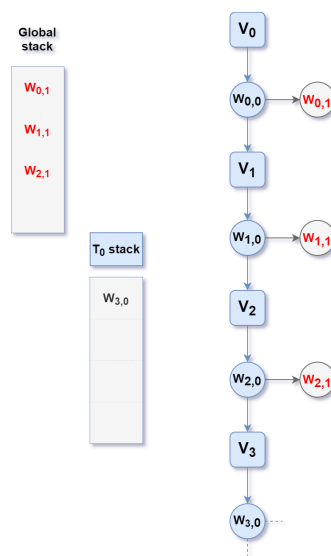 Global
stack
W0,1
W1,1
W2,1
T0 stack
W3,0
V0
W0,0
W0,1
V1
W1,0
W1,1
V2
W2,0
W2,1
V3
W3,0